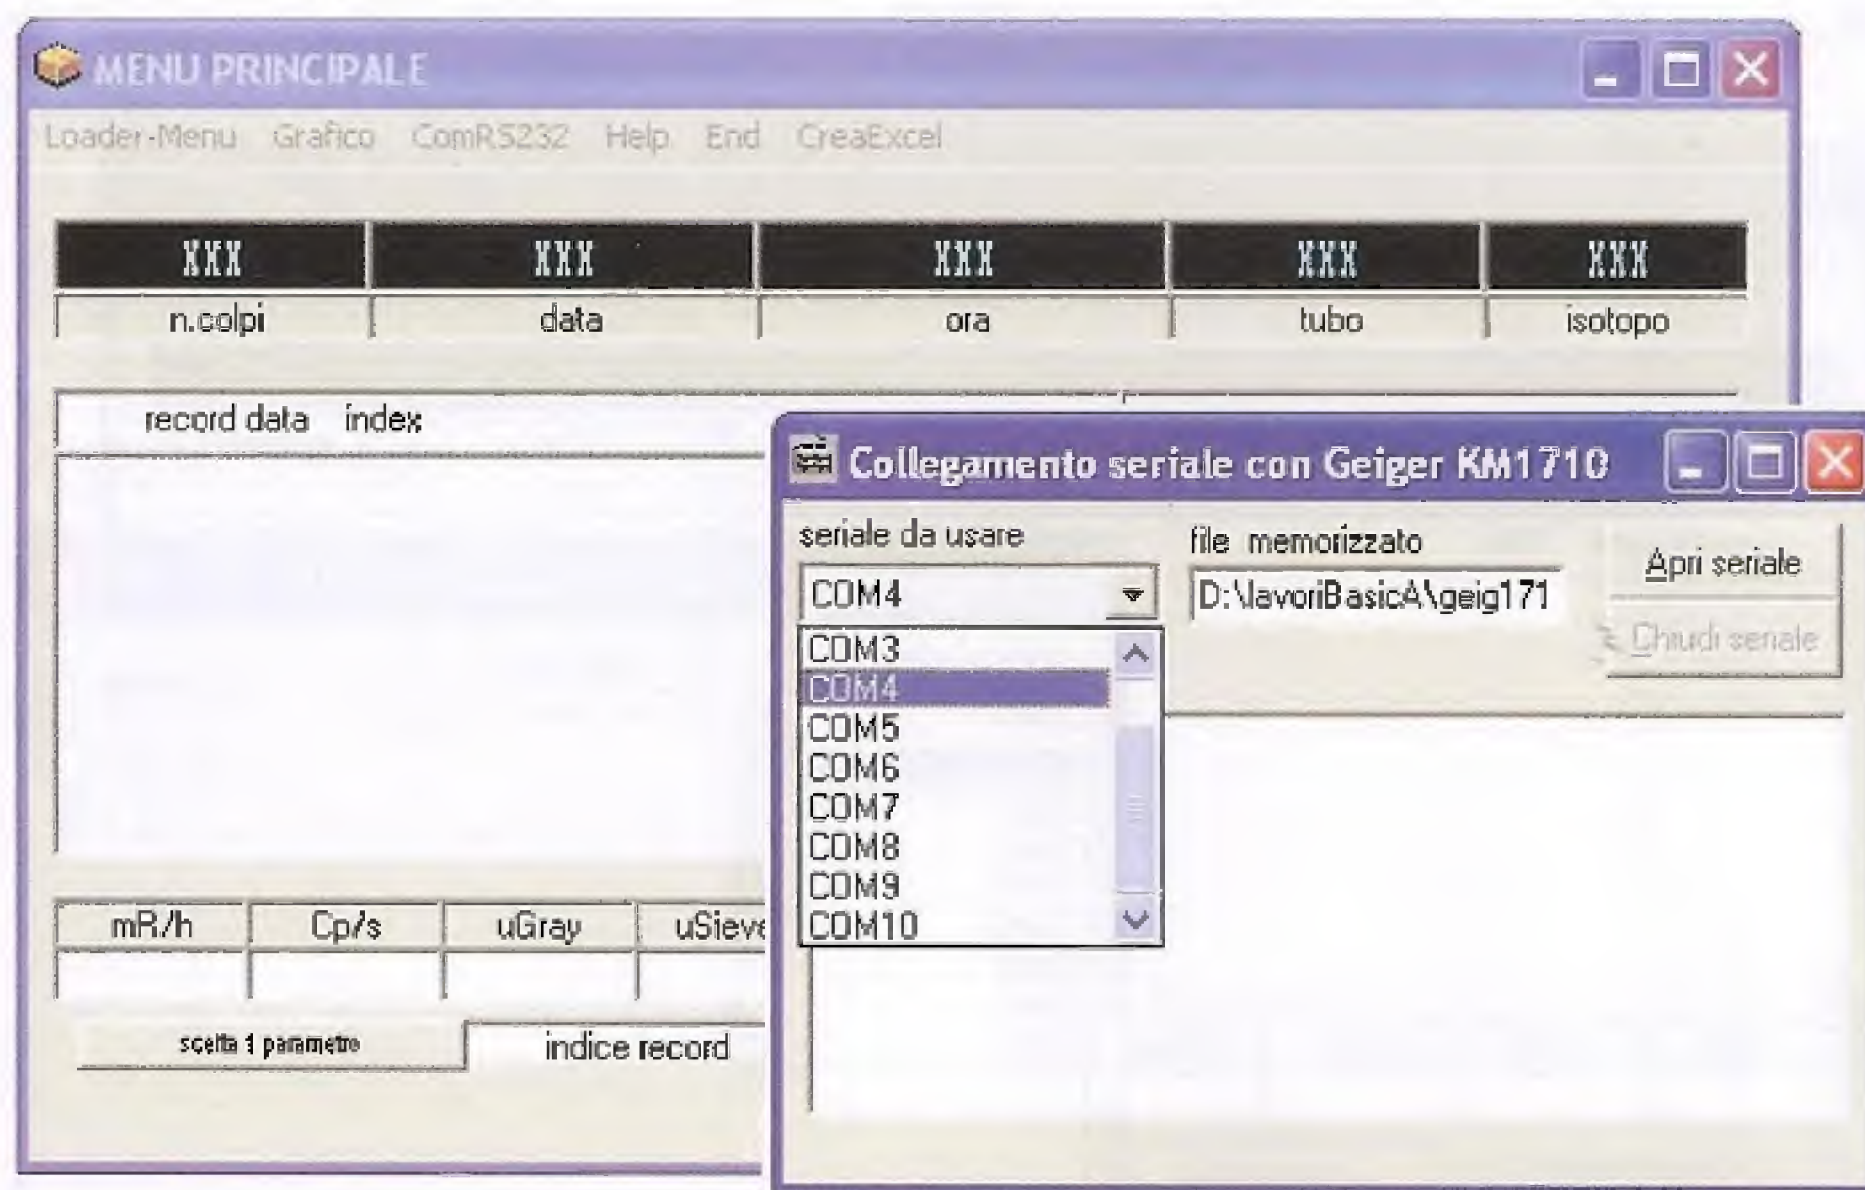 MENU PRINCIPALE
Loader-Menu Grafico ComRS232 Help End CreaExcel
XXX XXX XXX XXX XXX
n.colpi data ora tubo isotopo
record data index
Collegamento seriale con Geiger KM1710
seriale da usare
file memorizzato
Apri seriale
COM4
D:\lavoriBasicA\geig171
Chiudi seriale
COM3
COM4
COM5
COM6
COM7
COM8
COM9
COM10
mR/h Cp/s uGray uSieve
scelta 1 parametro
indice record